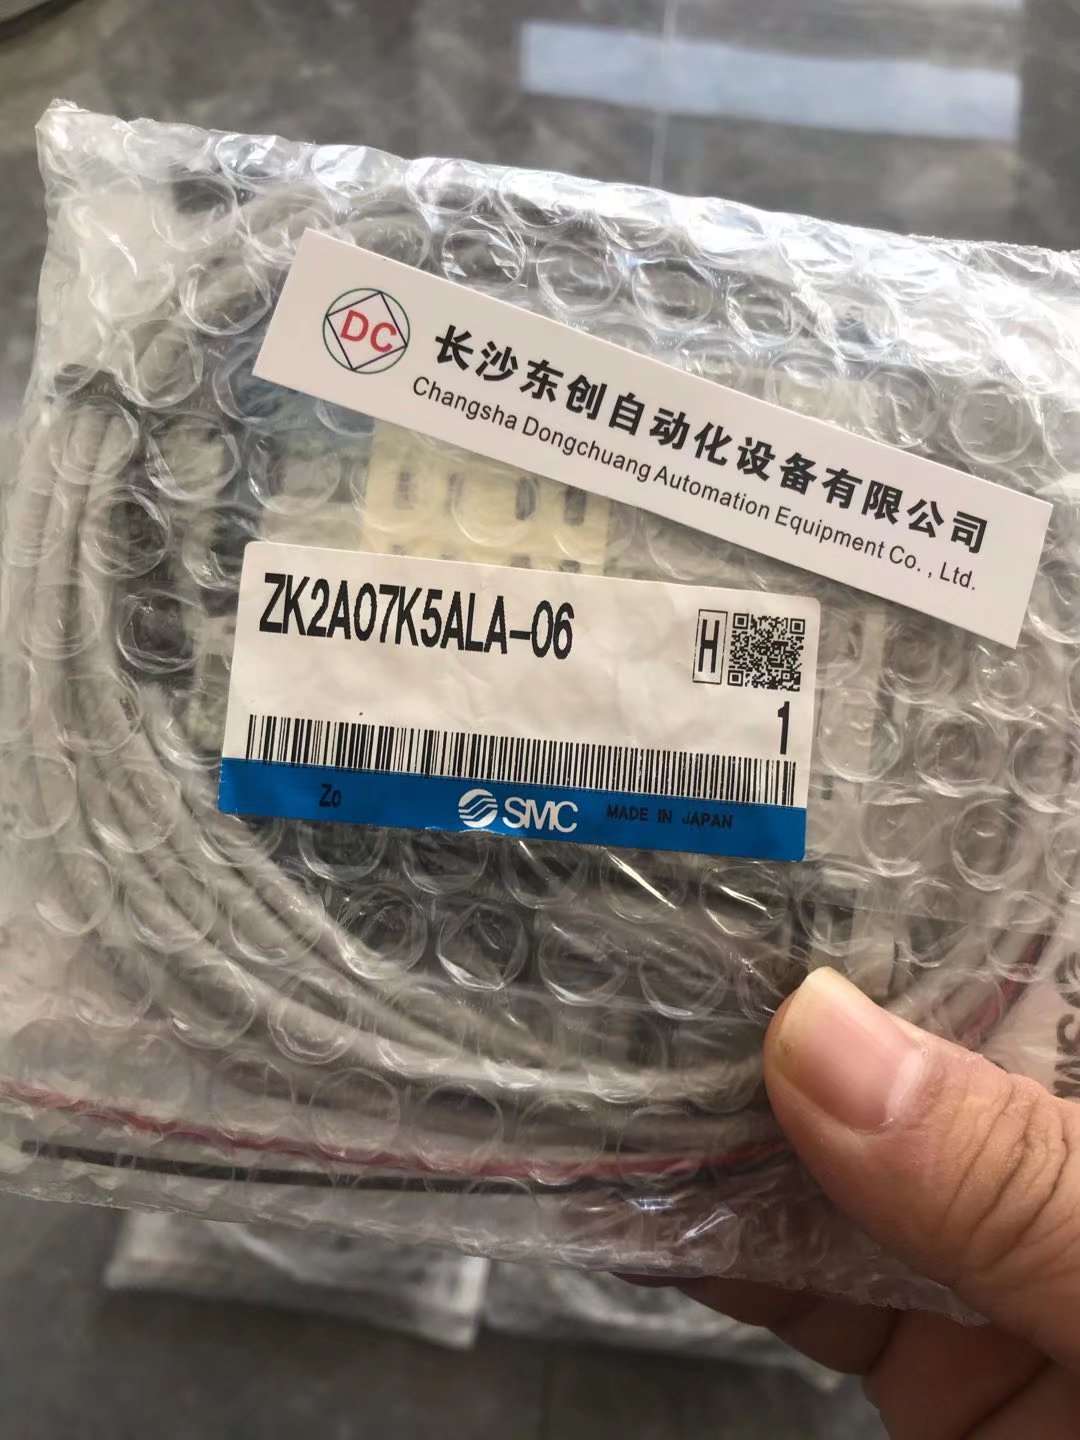 DC
长沙东创自动化设备有限公司
Changsha Dongchuang Automation Equipment Co., Ltd.
ZK2A07K5ALA-06
H
1
Zo
SMC
MADE IN JAPAN